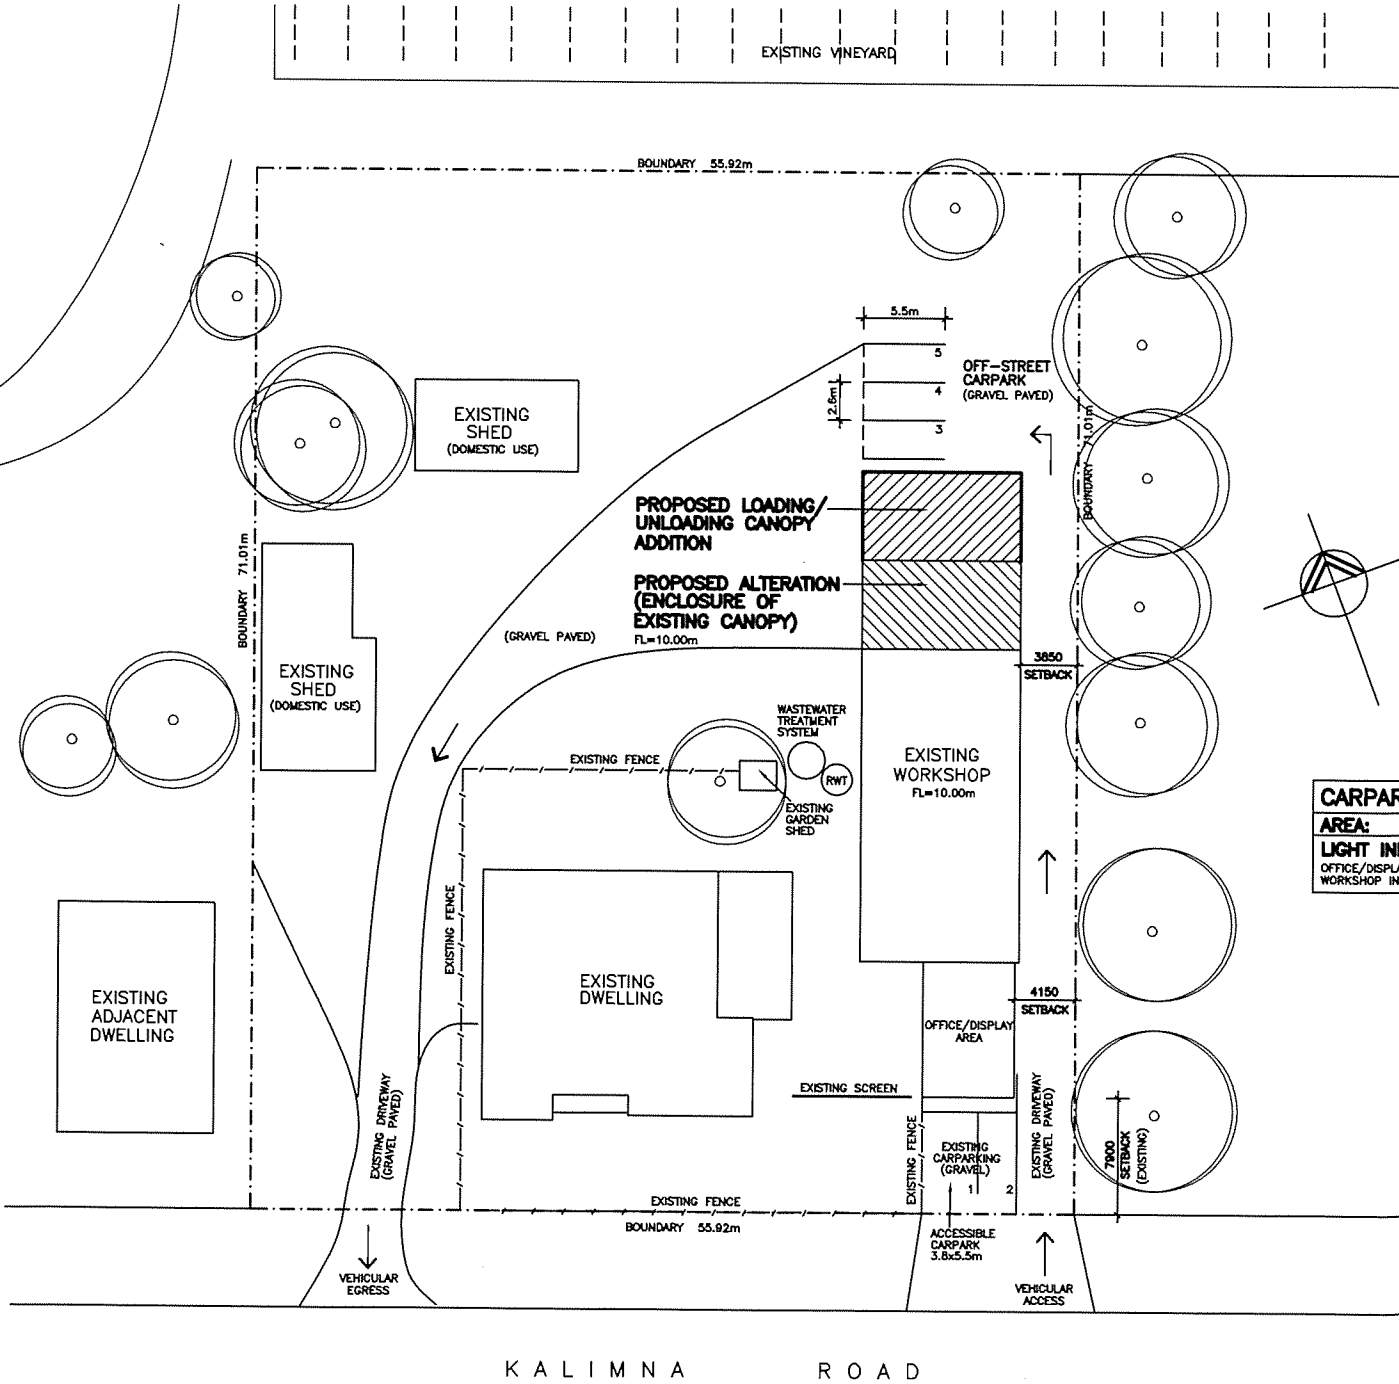 EXISTING VINEYARD
BOUNDARY 55.92m
5.5m
5
OFF-STREET
CARPARK
(GRAVEL PAVED)
4
2.6m
3
BOUNDARY 71.01m
EXISTING
SHED
(DOMESTIC USE)
PROPOSED LOADING/
UNLOADING CANOPY
ADDITION
PROPOSED ALTERATION
(ENCLOSURE OF
EXISTING CANOPY)
FL=10.00m
BOUNDARY 71.01m
(GRAVEL PAVED)
3850
SETBACK
EXISTING
SHED
(DOMESTIC USE)
WASTEWATER
TREATMENT
SYSTEM
EXISTING FENCE
RWT
EXISTING
GARDEN
SHED
EXISTING
WORKSHOP
FL=10.00m
CARPAR
AREA:
LIGHT IN
OFFICE/DISPL
WORKSHOP IN
EXISTING FENCE
EXISTING
DWELLING
EXISTING
ADJACENT
DWELLING
4150
SETBACK
OFFICE/DISPLAY
AREA
EXISTING SCREEN
EXISTING DRIVEWAY
(GRAVEL PAVED)
EXISTING FENCE
EXISTING
CARPARKING
(GRAVEL)
1
2
EXISTING DRIVEWAY
(GRAVEL PAVED)
7900
SETBACK
(EXISTING)
EXISTING FENCE
BOUNDARY 55.92m
ACCESSIBLE
CARPARK
3.8x5.5m
VEHICULAR
EGRESS
VEHICULAR
ACCESS
KALIMNA ROAD